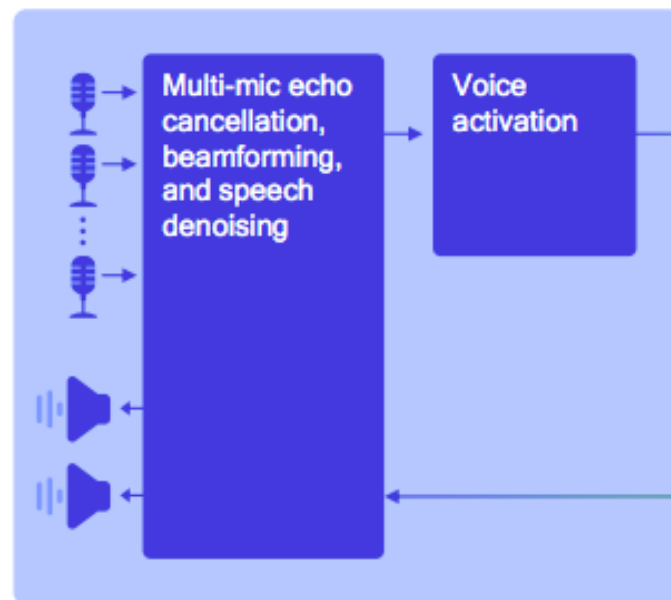 Multi-mic echo
cancellation,
beamforming,
and speech
denoising
Voice
activation